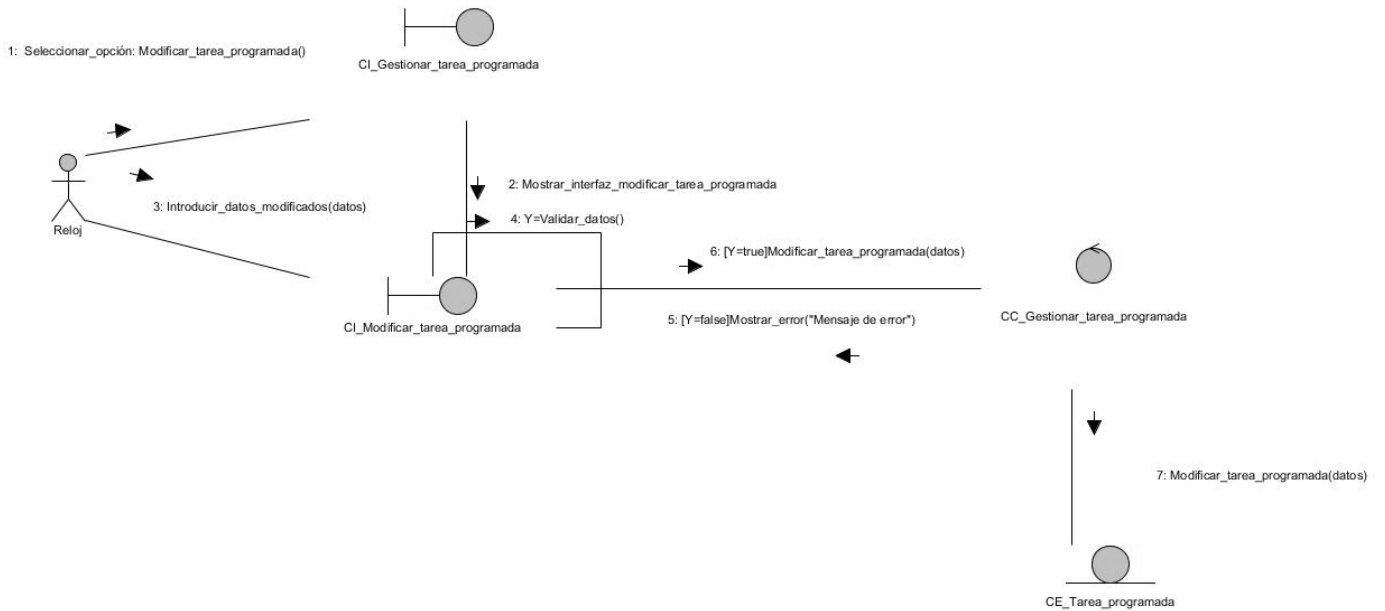 1:  Seleccionar_opción: Modificar_tarea_programada()
CI_Gestionar_tarea_programada
2: Mostrar_interfaz_modificar_tarea_programada
3: Introducir_datos_modificados(datos)
4: Y=Validar_datos()
Reloj
6: [Y=true]Modificar_tarea_programada(datos)
5: [Y=false]Mostrar_error("Mensaje de error")
CI_Modificar_tarea_programada
CC_Gestionar_tarea_programada
7: Modificar_tarea_programada(datos)
CE_Tarea_programada